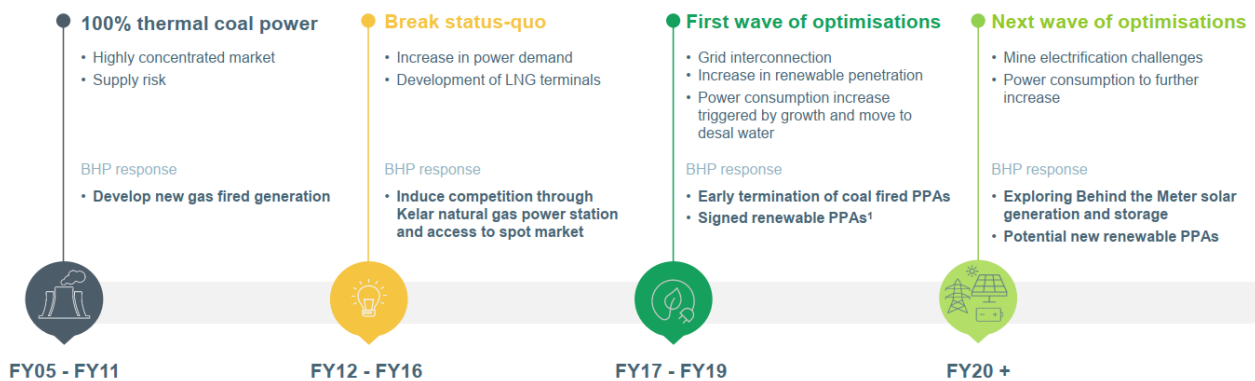 100% thermal coal power
• Highly concentrated market
• Supply risk
BHP response
• Develop new gas fired generation
FY05 - FY11
Break status-quo
• Increase in power demand
• Development of LNG terminals
BHP response
• Induce competition through
Kelar natural gas power station
and access to spot market
FY12 - FY16
First wave of optimisations
• Grid interconnection
• Increase in renewable penetration
• Power consumption increase
triggered by growth and move to
desal water
BHP response
• Early termination of coal fired PPAs
• Signed renewable PPAs¹
FY17 - FY19
Next wave of optimisations
• Mine electrification challenges
• Power consumption to further
increase
BHP response
• Exploring Behind the Meter solar
generation and storage
• Potential new renewable PPAs
FY20 +